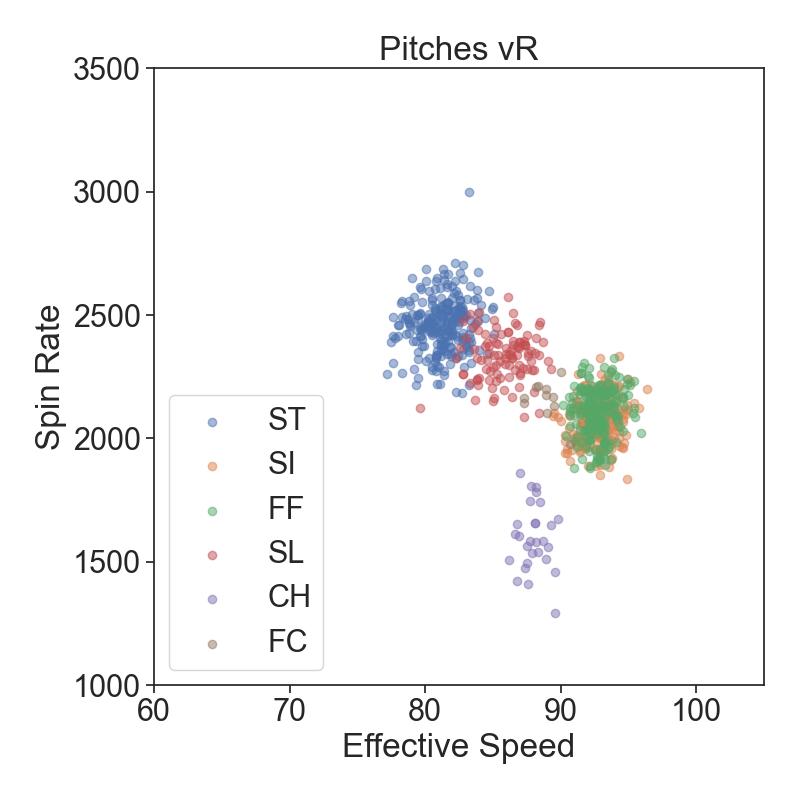 Pitches vR
3500
3000
2500
2000
1500
1000
Spin Rate
ST
SI
FF
SL
CH
FC
60 70 80 90 100
Effective Speed